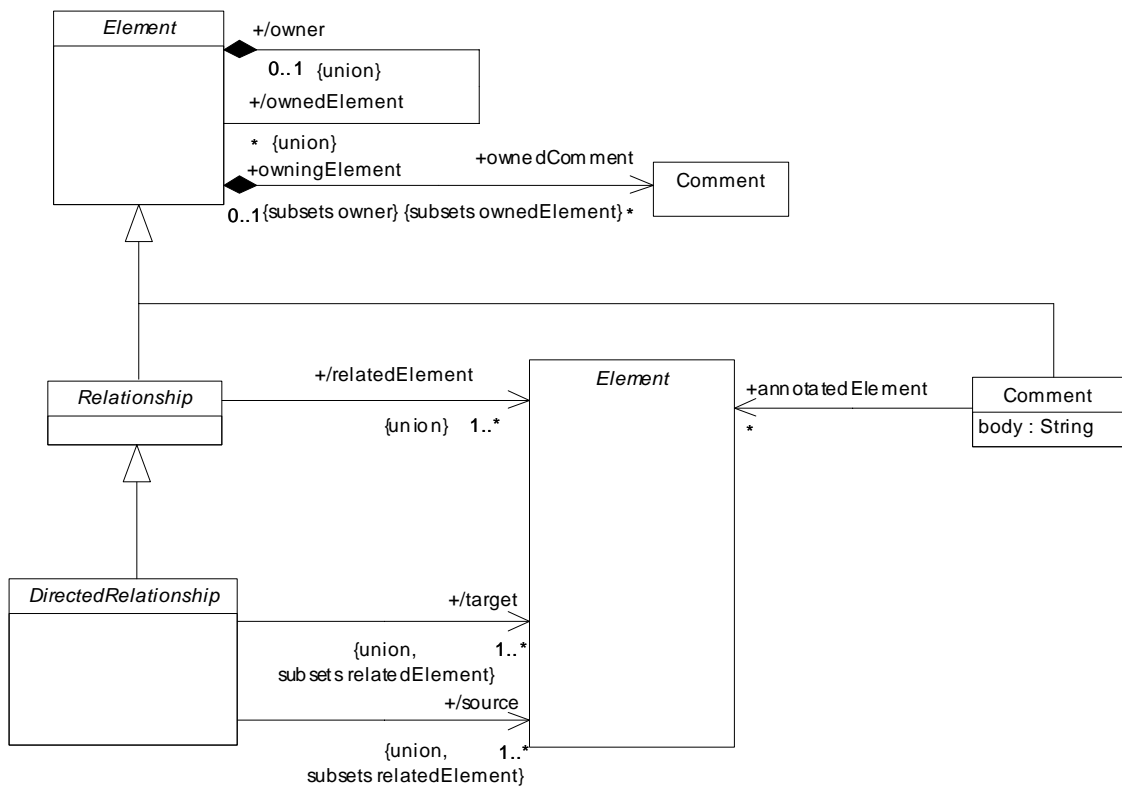 Element
+/owner
0..1 {union}
+/ownedElement
* {union}
+owningElement
+ownedComment
Comment
0..1 {subsets owner} {subsets ownedElement} *
Relationship
+/relatedElement
{union} 1..*
Element
+annotatedElement
*
Comment
body : String
DirectedRelationship
+/target
{union, 1..*
subsets relatedElement}
+/source
{union, 1..*
subsets relatedElement}